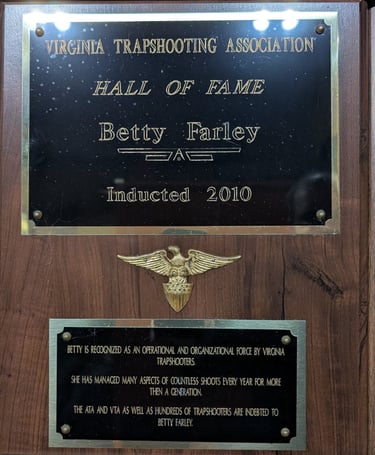 VIRGINIA TRAPSHOOTING ASSOCIATION
HALL OF FAME
Betty Farley
A
Inducted 2010
BETTY IS RECOGNIZED AS AN OPERATIONAL AND ORGANIZATIONAL FORCE BY VIRGINIA
TRAPSHOOTERS.
SHE HAS MANAGED MANY ASPECTS OF COUNTLESS SHOOTS EVERY YEAR FOR MORE
THEN A GENERATION.
THE ATA AND VTA AS WELL AS HUNDREDS OF TRAPSHOOTERS ARE INDEBTED TO
BETTY FARLEY.